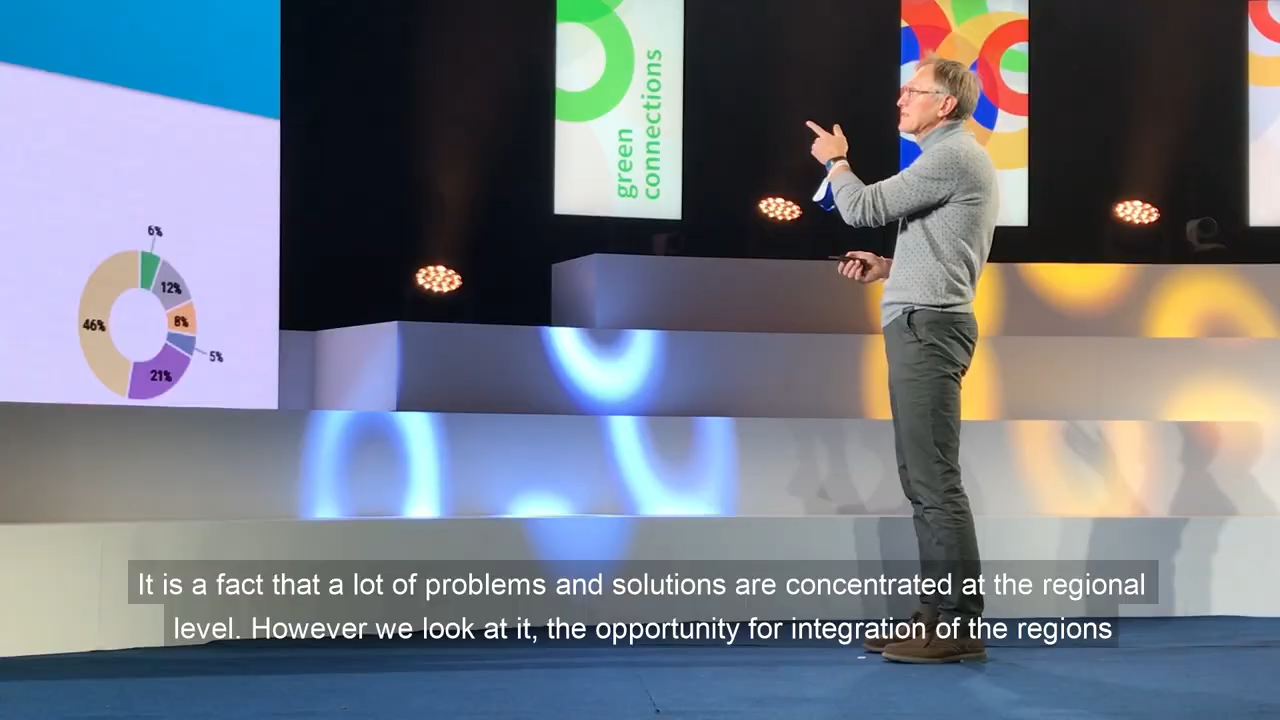 green
connections
6%
12%
46%
8%
5%
21%
It is a fact that a lot of problems and solutions are concentrated at the regional
level. However we look at it, the opportunity for integration of the regions